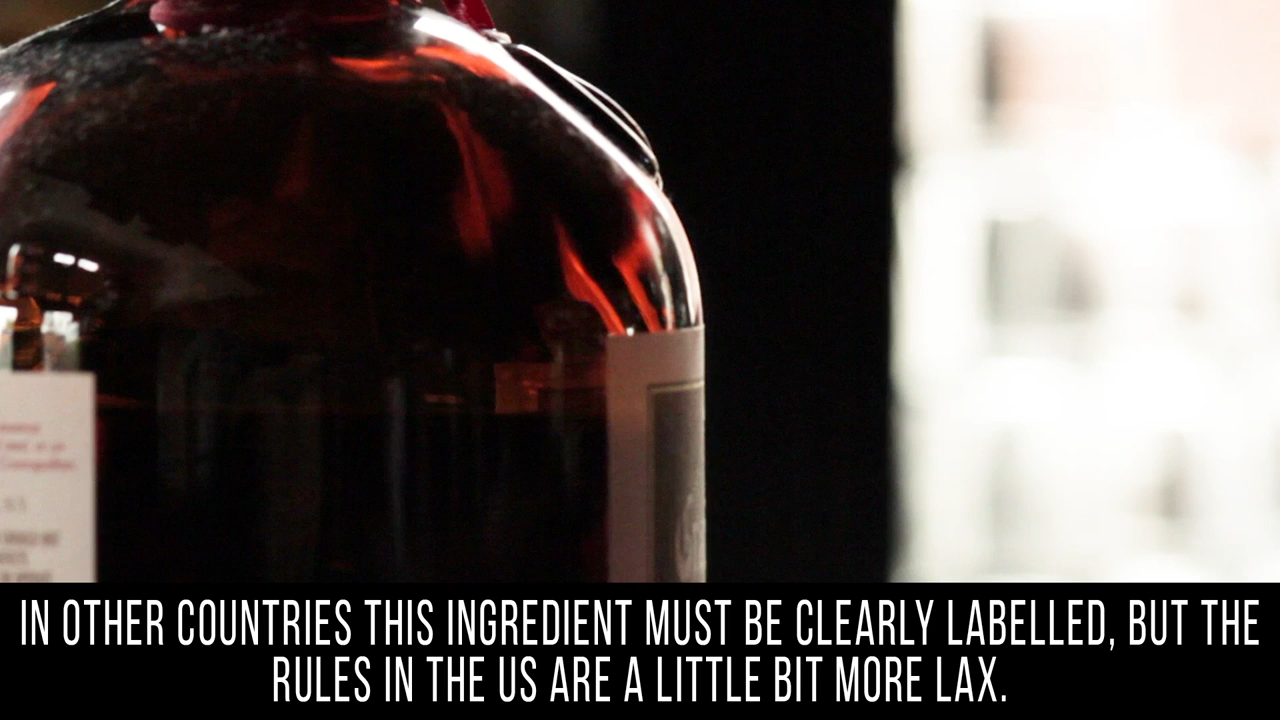 IN OTHER COUNTRIES THIS INGREDIENT MUST BE CLEARLY LABELLED, BUT THE
RULES IN THE US ARE A LITTLE BIT MORE LAX.